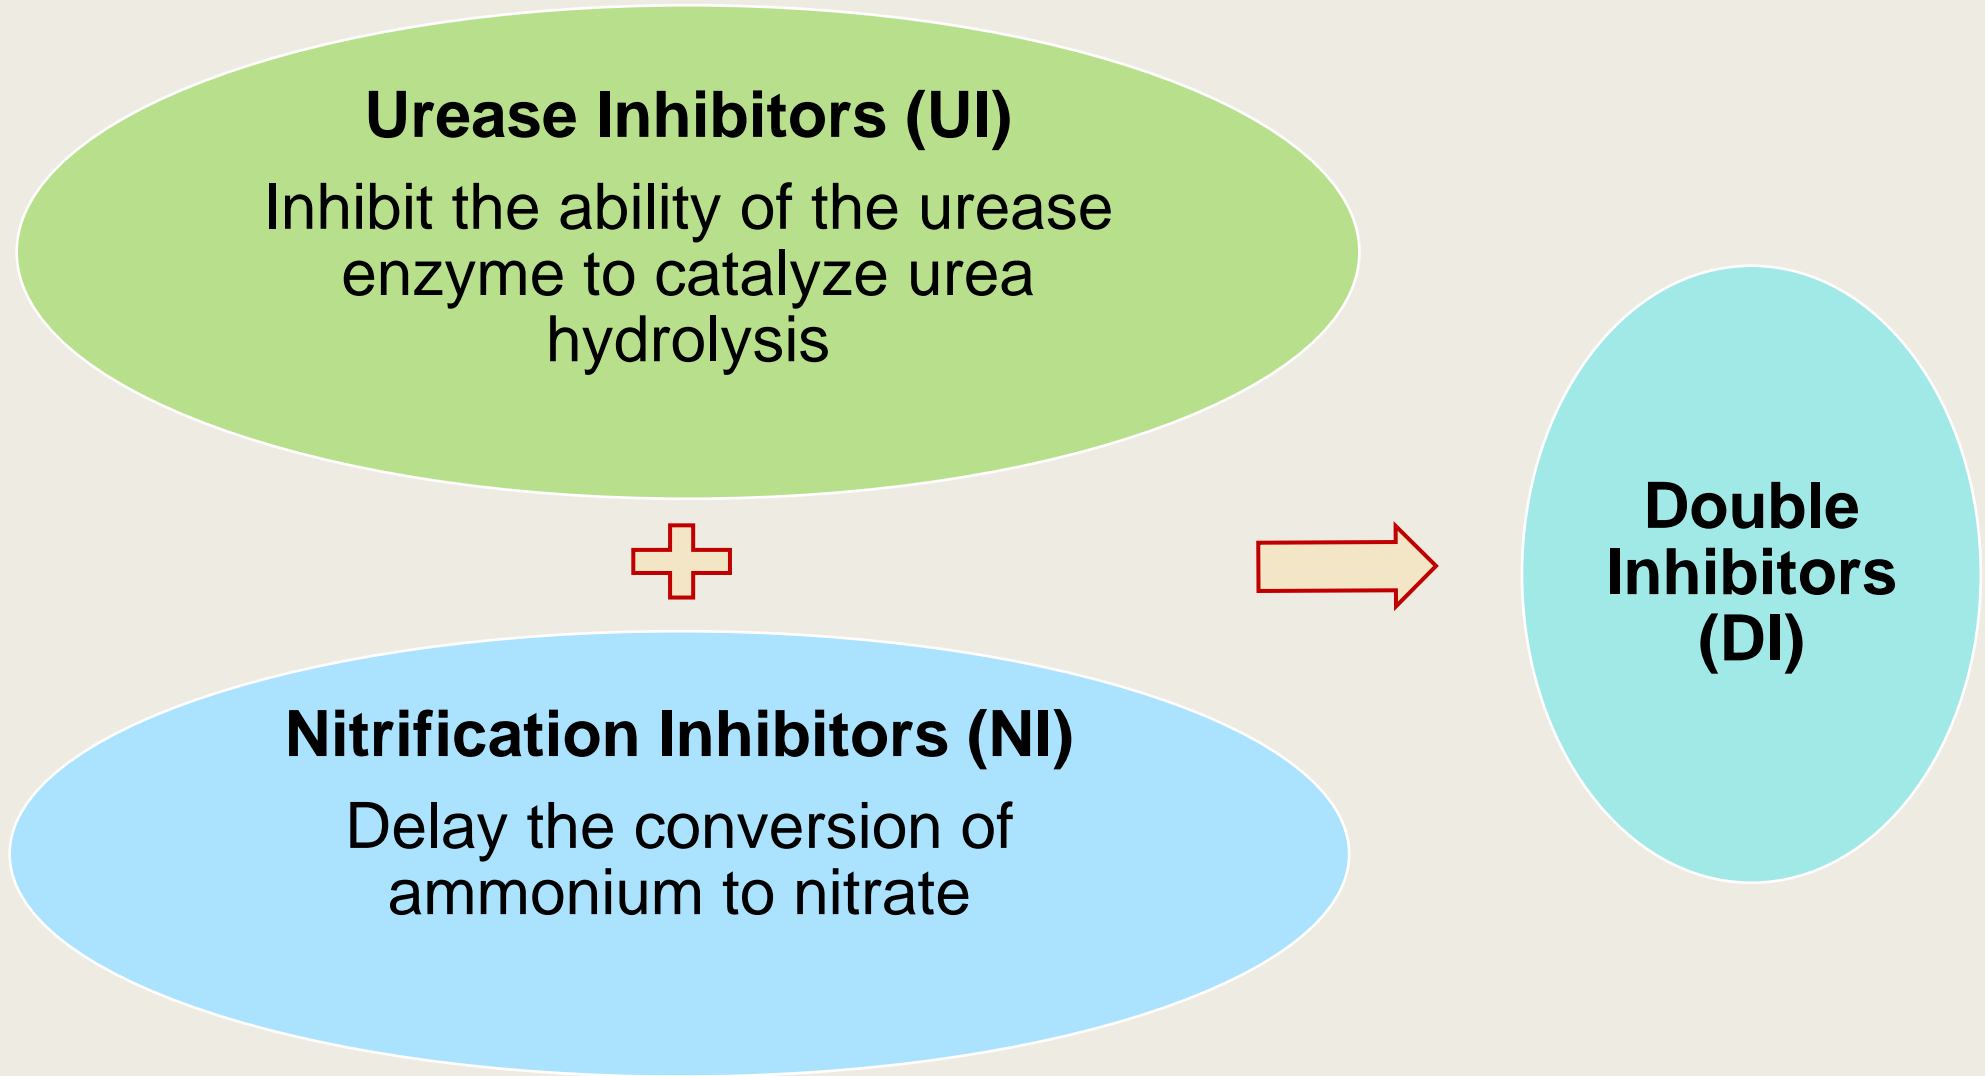 Urease Inhibitors (UI)
Inhibit the ability of the urease
enzyme to catalyze urea
hydrolysis
Nitrification Inhibitors (NI)
Delay the conversion of
ammonium to nitrate
Double
Inhibitors
(DI)